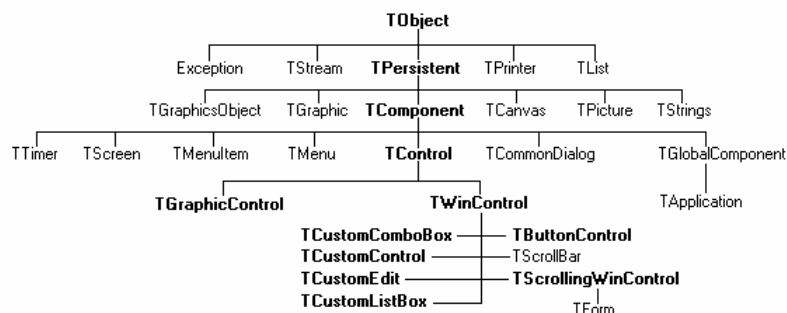 TObject
Exception TStream TPersistent TPrinter TList
TGraphicsObject TGraphic TComponent TCanvas TPicture TStrings
TTimer TScreen TMenuItem TMenu TControl TCommonDialog TGlobalComponent
TGraphicControl TWinControl TApplication
TCustomComboBox TButtonControl
TCustomControl TScrollBar
TCustomEdit TScrollingWinControl
TCustomListBox
TForm